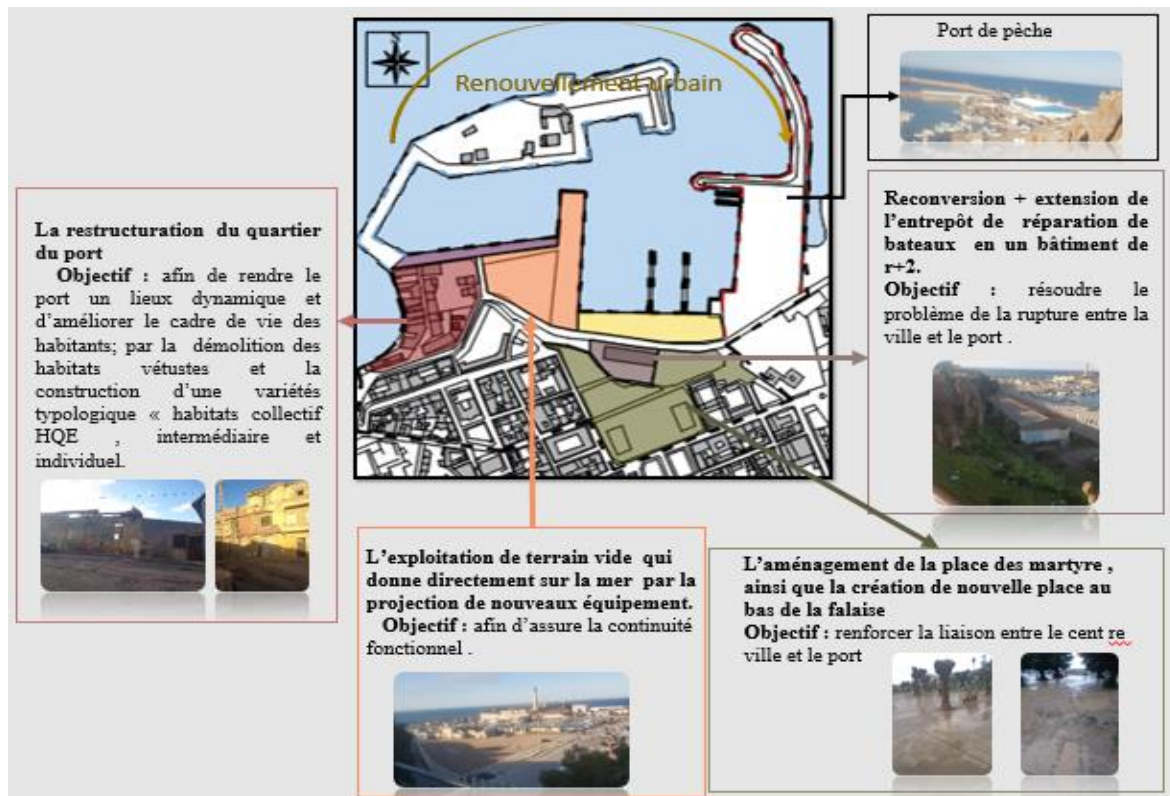 N
Renouvellement urbain
Port de pèche
La restructuration du quartier
du port
Objectif : afin de rendre le
port un lieux dynamique et
d’améliorer le cadre de vie des
habitants; par la démolition des
habitats vétustes et la
construction d’une variétés
typologique « habitats collectif
HQE , intermédiaire et
individuel.
Reconversion + extension de
l’entrepôt de réparation de
bateaux en un bâtiment de
r+2.
Objectif : résoudre le
problème de la rupture entre la
ville et le port .
L’exploitation de terrain vide qui
donne directement sur la mer par la
projection de nouveaux équipement.
Objectif : afin d’assure la continuité
fonctionnel .
L’aménagement de la place des martyre ,
ainsi que la création de nouvelle place au
bas de la falaise
Objectif : renforcer la liaison entre le cent re
ville et le port